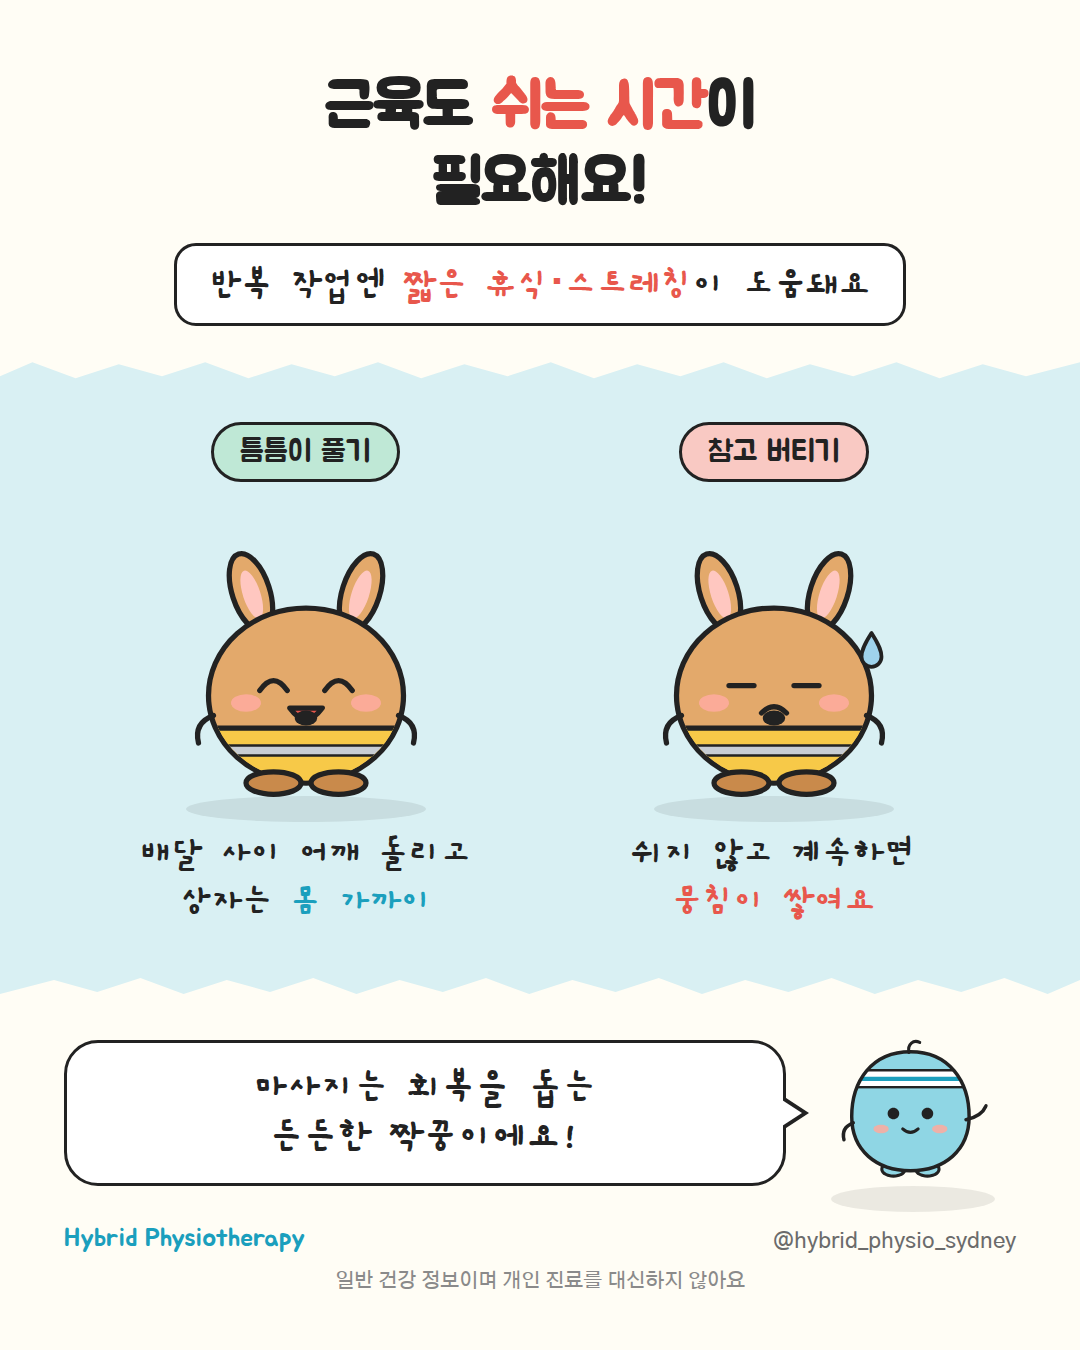 근육도 쉬는 시간이
필요해요!
반복 작업엔 짧은 휴식·스트레칭이 도움돼요
틈틈이 풀기
참고 버티기
배달 사이 어깨 돌리고
상자는 몸 가까이
쉬지 않고 계속하면
뭉침이 쌓여요
마사지는 회복을 돕는
든든한 짝꿍이에요!
Hybrid Physiotherapy
@hybrid_physio_sydney
일반 건강 정보이며 개인 진료를 대신하지 않아요